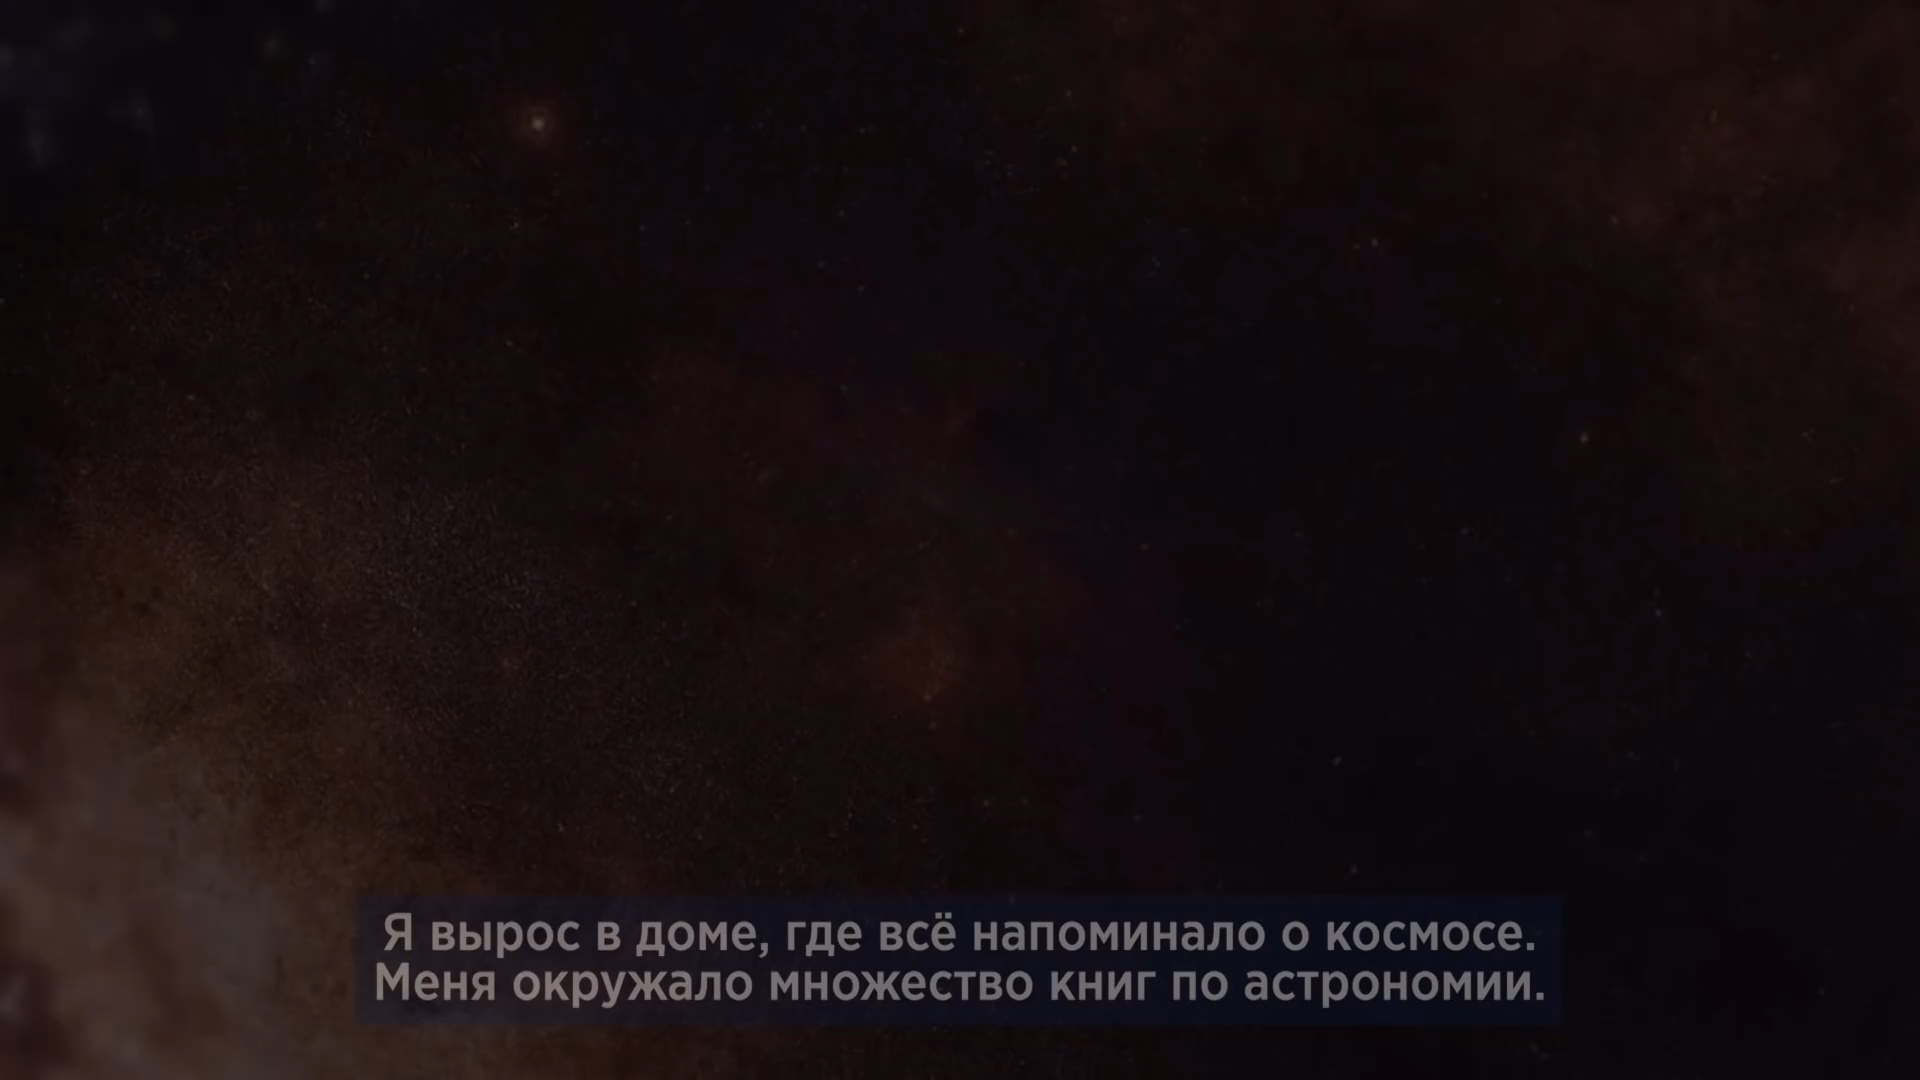 Я вырос в доме, где всё напоминало о космосе.
Меня окружало множество книг по астрономии.